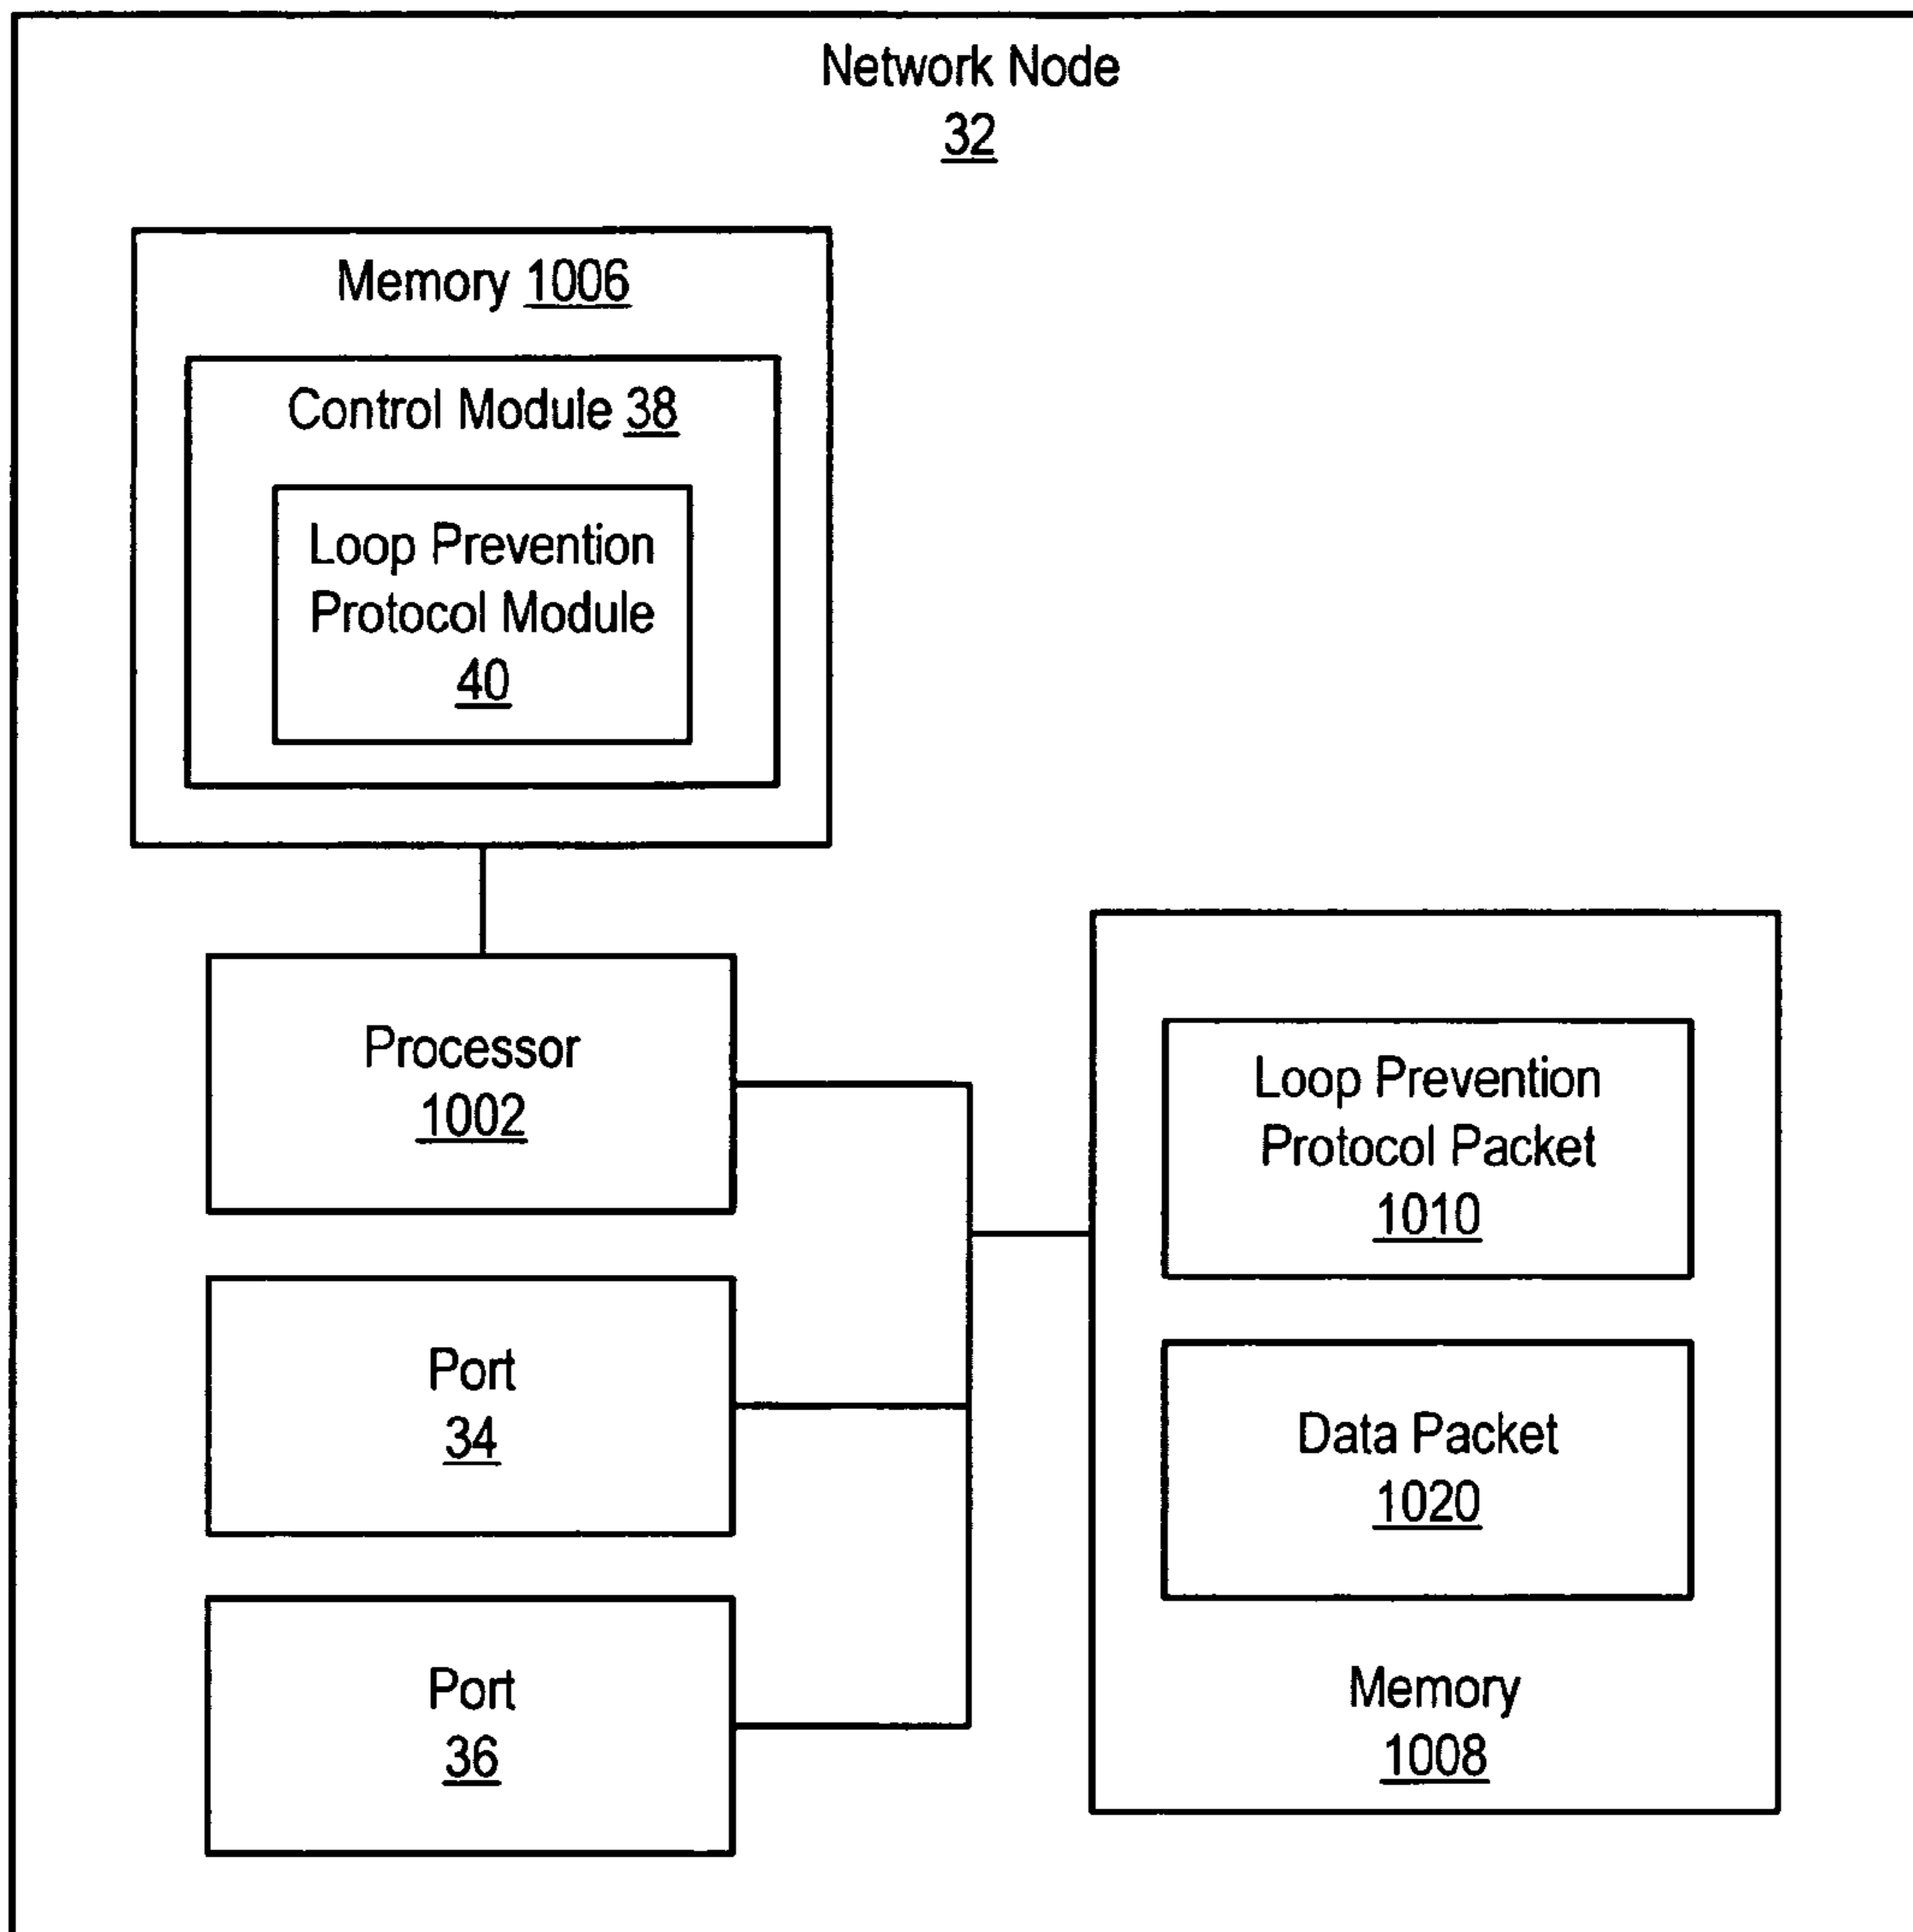 Network Node
32
Memory 1006
Control Module 38
Loop Prevention
Protocol Module
40
Processor
1002
Port
34
Port
36
Loop Prevention
Protocol Packet
1010
Data Packet
1020
Memory
1008